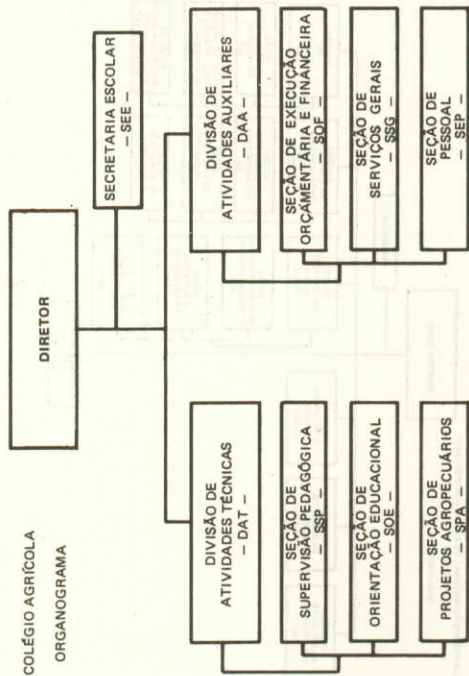 COLÉGIO AGRÍCOLA
ORGANOGRAMA
DIRETOR
SECRETARIA ESCOLAR
– SEE –
DIVISÃO DE
ATIVIDADES TÉCNICAS
– DAT –
SEÇÃO DE
SUPERVISÃO PEDAGÓGICA
– SSP –
SEÇÃO DE
ORIENTAÇÃO EDUCACIONAL
– SOE –
SEÇÃO DE
PROJETOS AGROPECUÁRIOS
– SPA –
DIVISÃO DE
ATIVIDADES AUXILIARES
– DAA –
SEÇÃO DE EXECUÇÃO
ORÇAMENTÁRIA E FINANCEIRA
– SOF –
SEÇÃO DE
SERVIÇOS GERAIS
– SSG –
SEÇÃO DE
PESSOAL
– SEP –